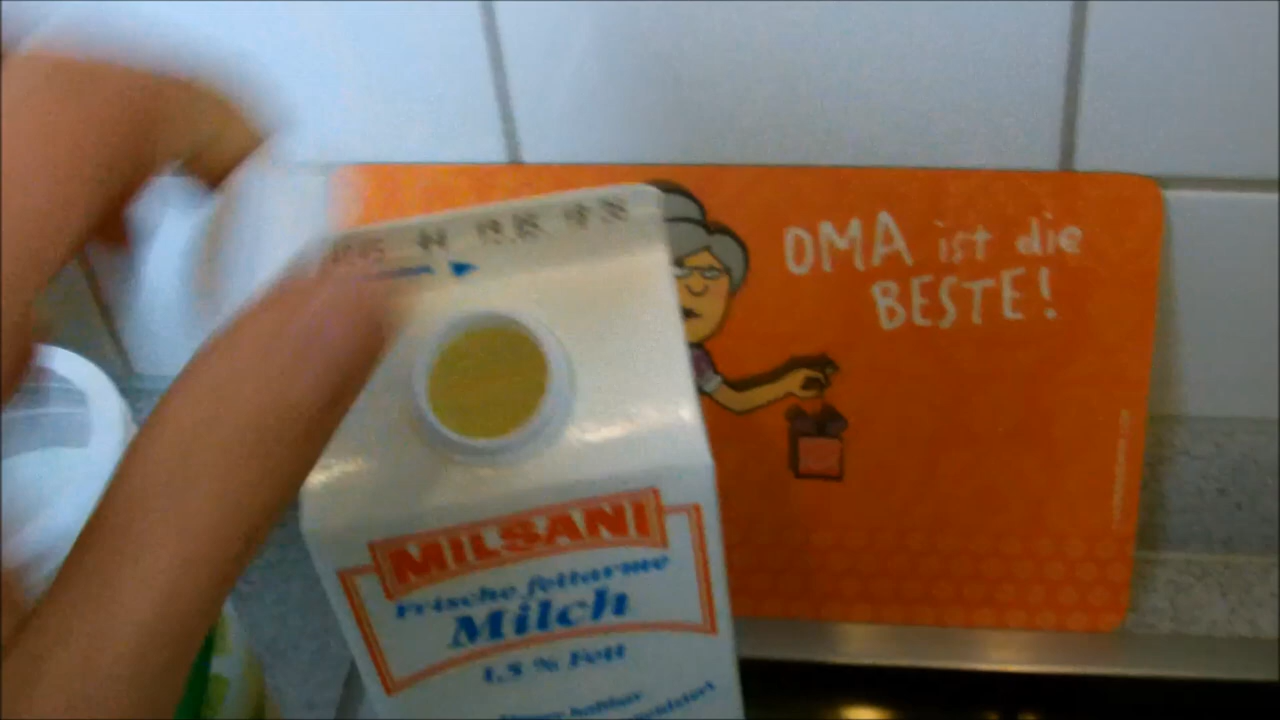 OMA ist die
BESTE!
MILSANI
Frische fettarme
Milch
1,5 % Fett